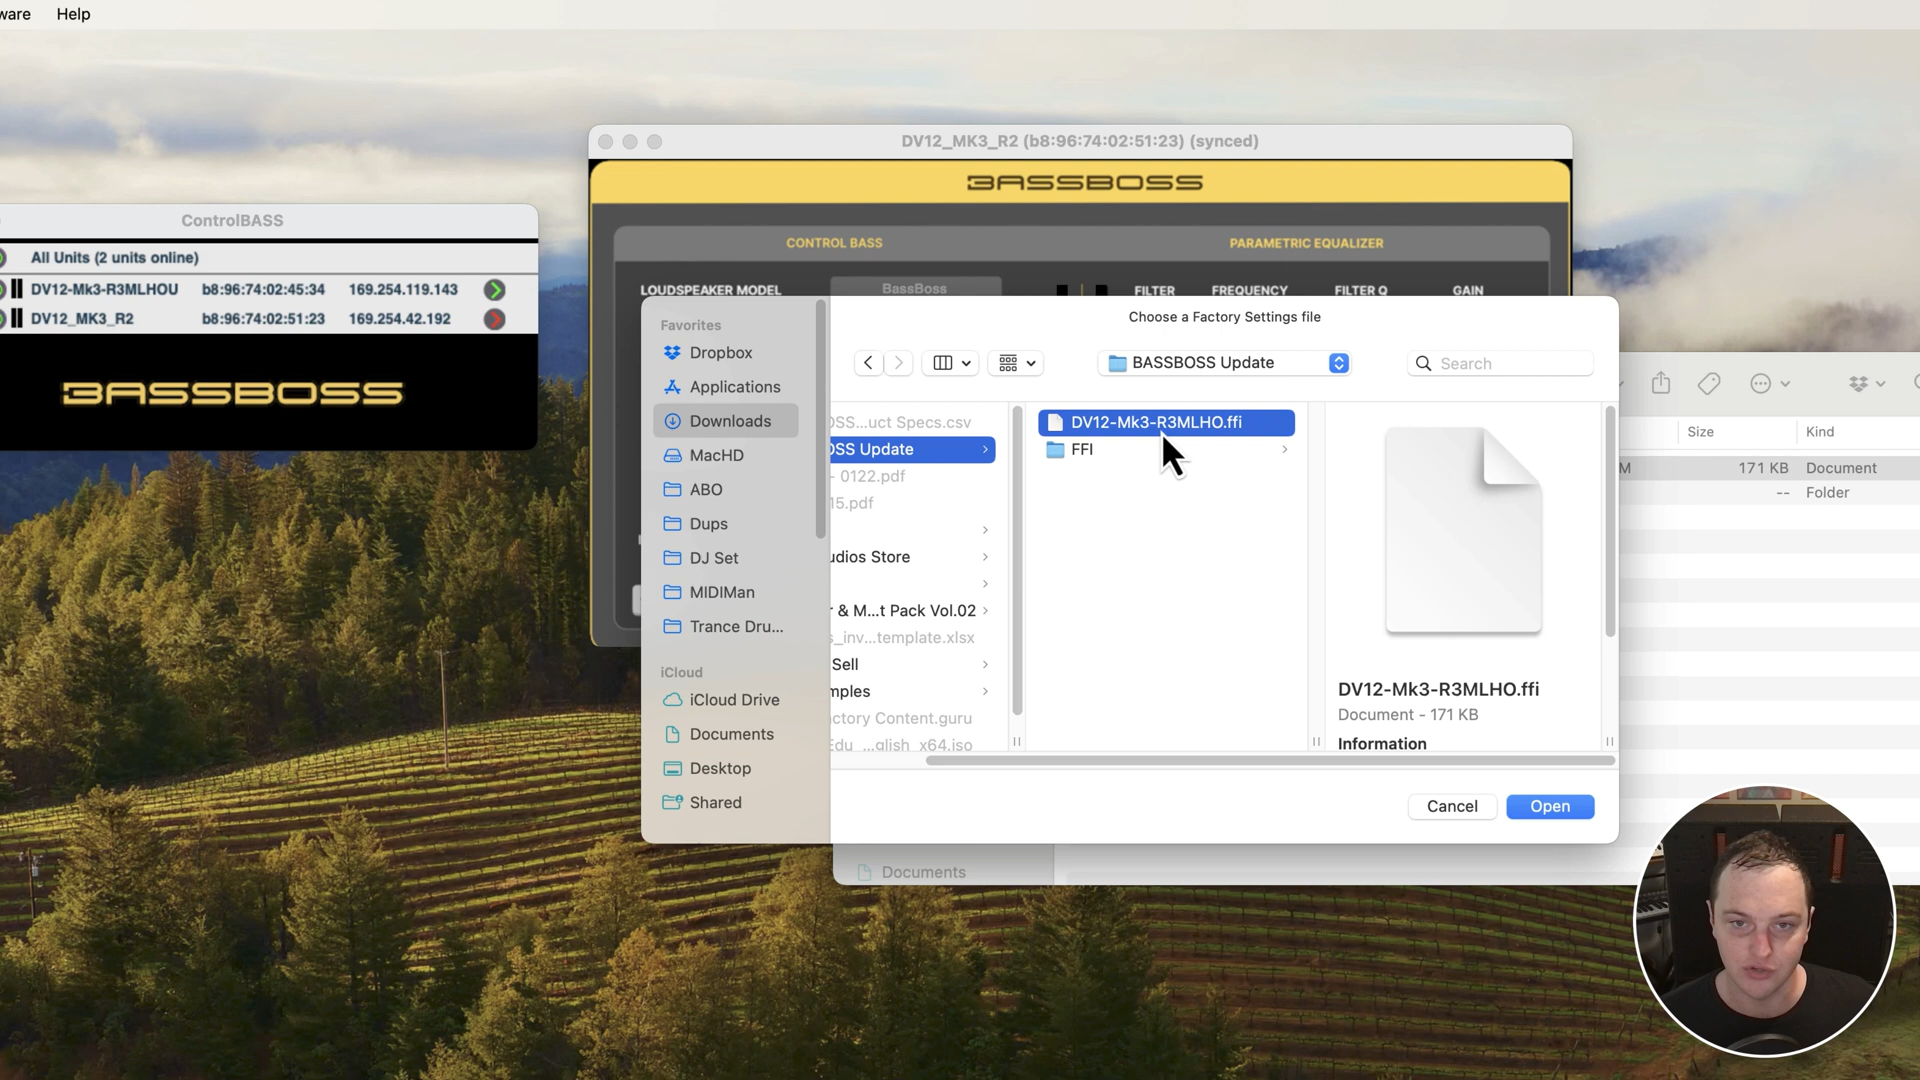 ware Help
DV12_MK3_R2 (b8:96:74:02:51:23) (synced)
BASSBOSS
CONTROL BASS
PARAMETRIC EQUALIZER
LOUDSPEAKER MODEL
BassBoss
FILTER FREQUENCY FILTER Q GAIN
ControlBASS
All Units (2 units online)
DV12-Mk3-R3MLHOU b8:96:74:02:45:34 169.254.119.143
DV12_MK3_R2 b8:96:74:02:51:23 169.254.42.192
BASSBOSS
Choose a Factory Settings file
BASSBOSS Update
Search
Favorites
Dropbox
Applications
Downloads
MacHD
ABO
Dups
DJ Set
MIDIMan
Trance Dru...
iCloud
iCloud Drive
Documents
Desktop
Shared
OSS...uct Specs.csv
OSS Update
- 0122.pdf
15.pdf
udios Store
r & M...t Pack Vol.02
s_inv...template.xlsx
Sell
mples
ctory Content.guru
Edu_...glish_x64.iso
DV12-Mk3-R3MLHO.ffi
FFI
DV12-Mk3-R3MLHO.ffi
Document - 171 KB
Information
Cancel
Open
Size Kind
M 171 KB Document
-- Folder
Documents